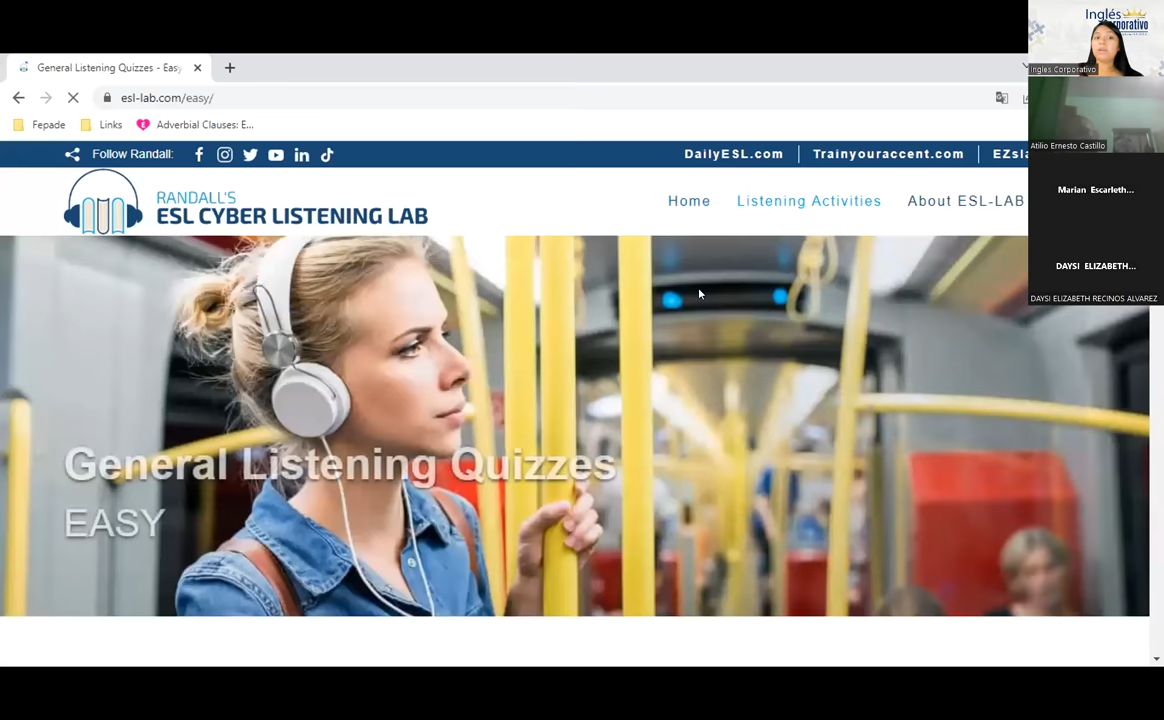 General Listening Quizzes - Easy
esl-lab.com/easy/
Fepade
Links
Adverbial Clauses: E...
Follow Randall:
DailyESL.com
Trainyouraccent.com
RANDALL'S
ESL CYBER LISTENING LAB
Home
Listening Activities
About ESL-LAB
General Listening Quizzes
EASY
Inglés
Corporativo
Ingles Corporativo
Atilio Ernesto Castillo
Marian Escarleth...
DAYSI ELIZABETH...
DAYSI ELIZABETH RECINOS ALVAREZ